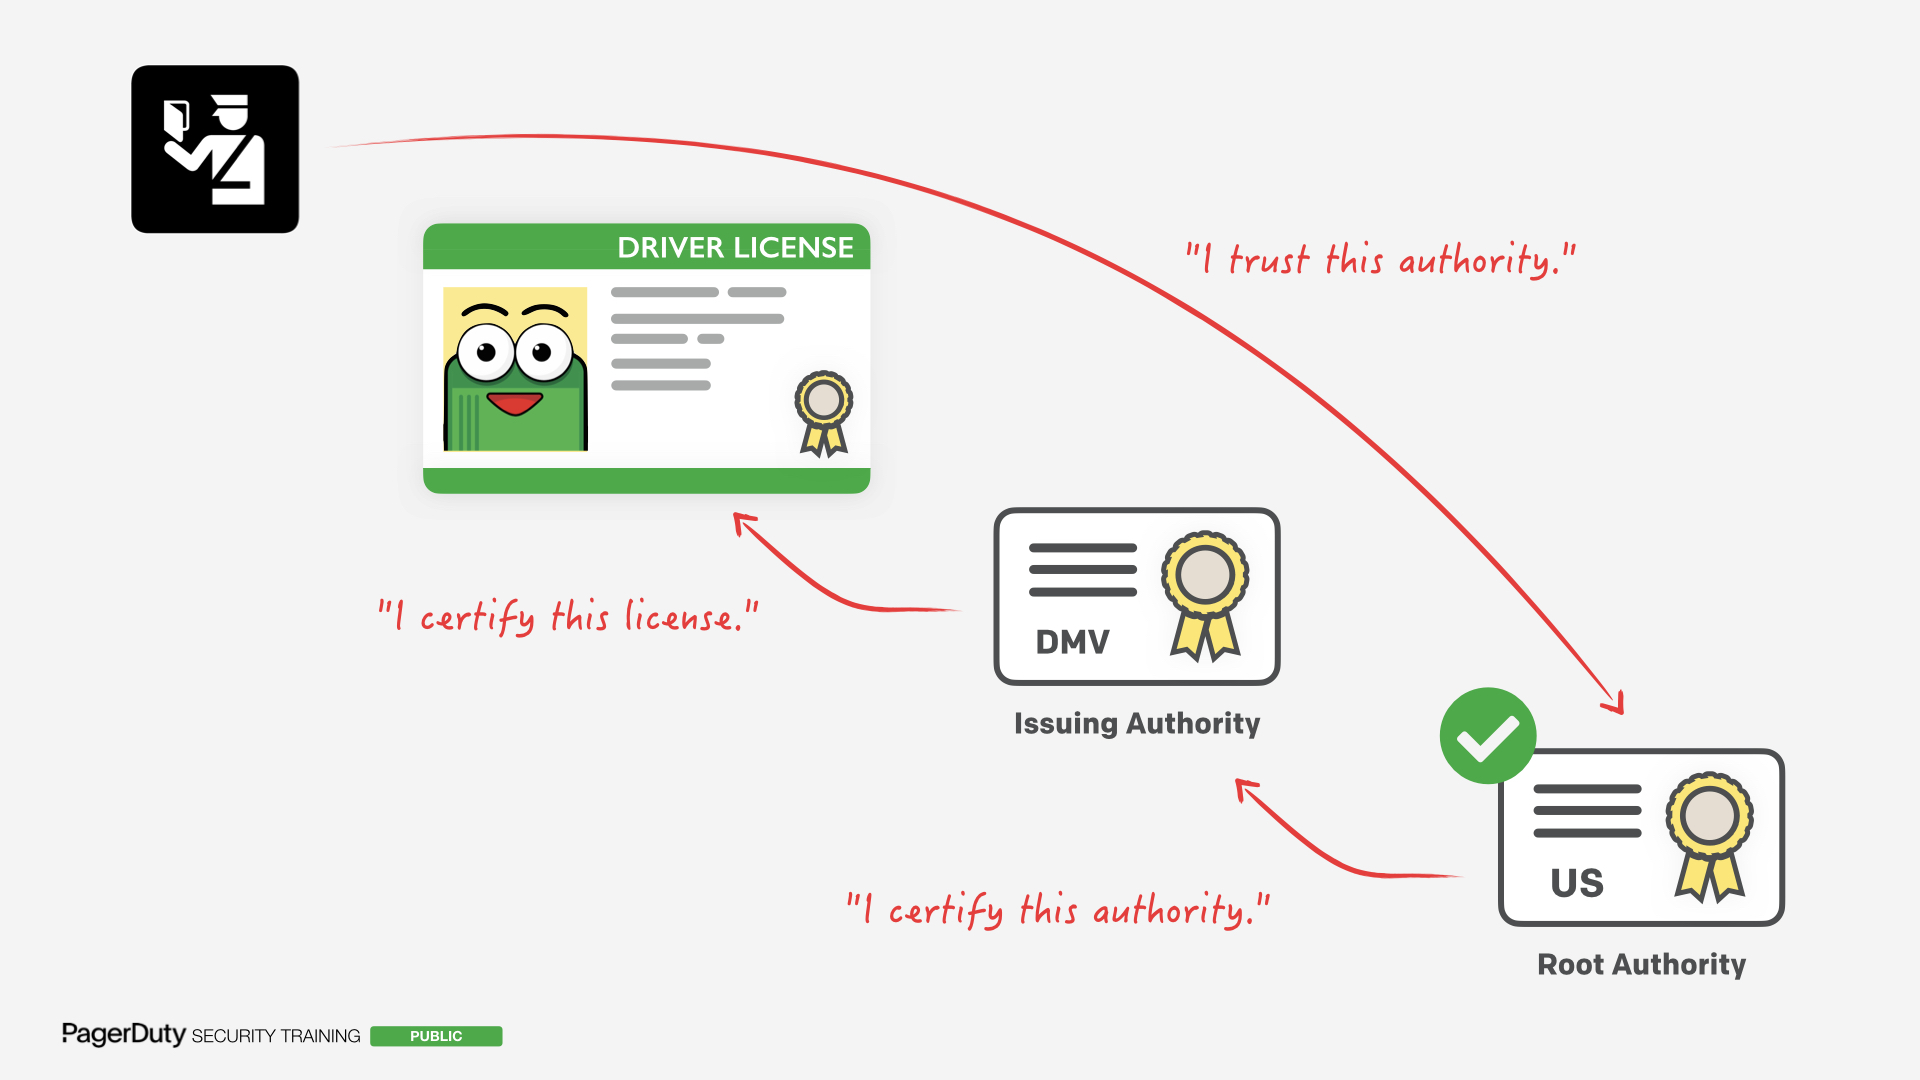 DRIVER LICENSE
"I trust this authority."
"I certify this license."
DMV
Issuing Authority
"I certify this authority."
US
Root Authority
PagerDuty SECURITY TRAINING PUBLIC